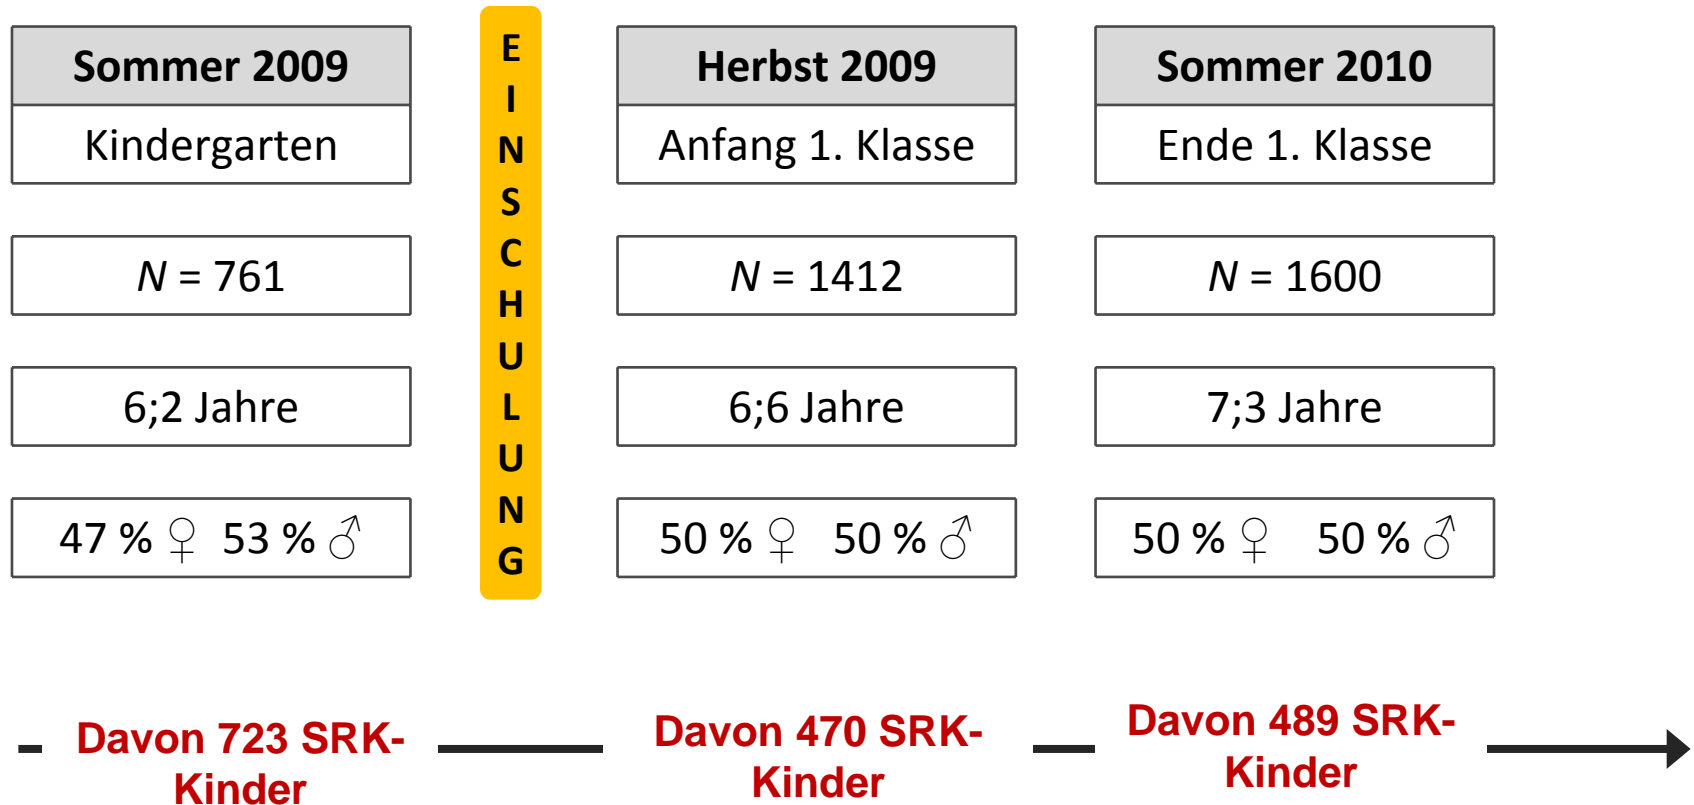 Sommer 2009
Kindergarten
N = 761
6;2 Jahre
47 % ♀ 53 % ♂
EINSCHULUNG
Herbst 2009
Anfang 1. Klasse
N = 1412
6;6 Jahre
50 % ♀ 50 % ♂
Sommer 2010
Ende 1. Klasse
N = 1600
7;3 Jahre
50 % ♀ 50 % ♂
Davon 723 SRK-
Kinder
Davon 470 SRK-
Kinder
Davon 489 SRK-
Kinder